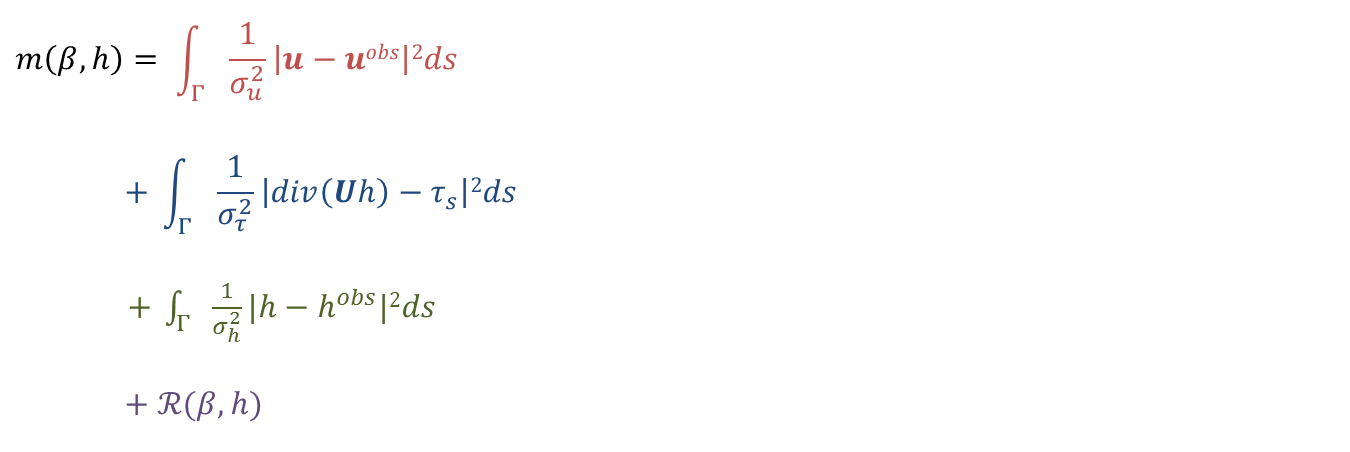 m(β, h) = ∫_Γ 1/σ_u^2 |u − u^obs|^2 ds
+ ∫_Γ 1/σ_τ^2 |div(Uh) − τ_s|^2 ds
+ ∫_Γ 1/σ_h^2 |h − h^obs|^2 ds
+ ℛ(β, h)